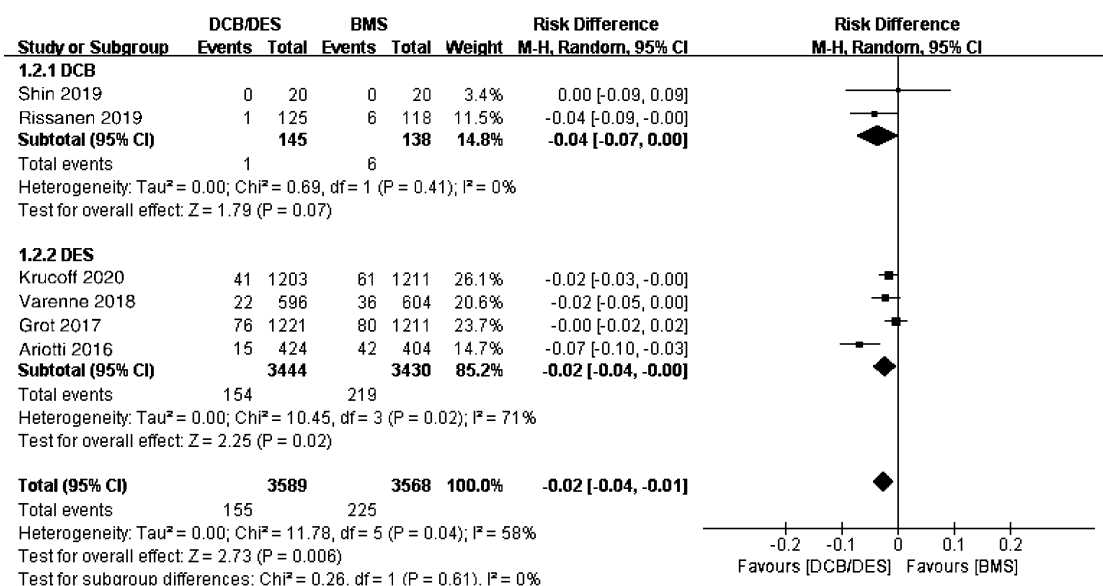 DCB/DES BMS Risk Difference Risk Difference
Study or Subgroup Events Total Events Total Weight M-H, Random, 95% CI M-H, Random, 95% CI
1.2.1 DCB
Shin 2019 0 20 0 20 3.4% 0.00 [-0.09, 0.09]
Rissanen 2019 1 125 6 118 11.5% -0.04 [-0.09, -0.00]
Subtotal (95% CI) 145 138 14.8% -0.04 [-0.07, 0.00]
Total events 1 6
Heterogeneity: Tau² = 0.00; Chi² = 0.69, df = 1 (P = 0.41); I² = 0%
Test for overall effect: Z = 1.79 (P = 0.07)
1.2.2 DES
Krucoff 2020 41 1203 61 1211 26.1% -0.02 [-0.03, -0.00]
Varenne 2018 22 596 36 604 20.6% -0.02 [-0.05, 0.00]
Grot 2017 76 1221 80 1211 23.7% -0.00 [-0.02, 0.02]
Ariotti 2016 15 424 42 404 14.7% -0.07 [-0.10, -0.03]
Subtotal (95% CI) 3444 3430 85.2% -0.02 [-0.04, -0.00]
Total events 154 219
Heterogeneity: Tau² = 0.00; Chi² = 10.45, df = 3 (P = 0.02); I² = 71%
Test for overall effect: Z = 2.25 (P = 0.02)
Total (95% CI) 3589 3568 100.0% -0.02 [-0.04, -0.01]
Total events 155 225
Heterogeneity: Tau² = 0.00; Chi² = 11.78, df = 5 (P = 0.04); I² = 58%
Test for overall effect: Z = 2.73 (P = 0.006)
Test for subgroup differences: Chi² = 0.26, df = 1 (P = 0.61), I² = 0%
-0.2 -0.1 0 0.1 0.2
Favours [DCB/DES] Favours [BMS]